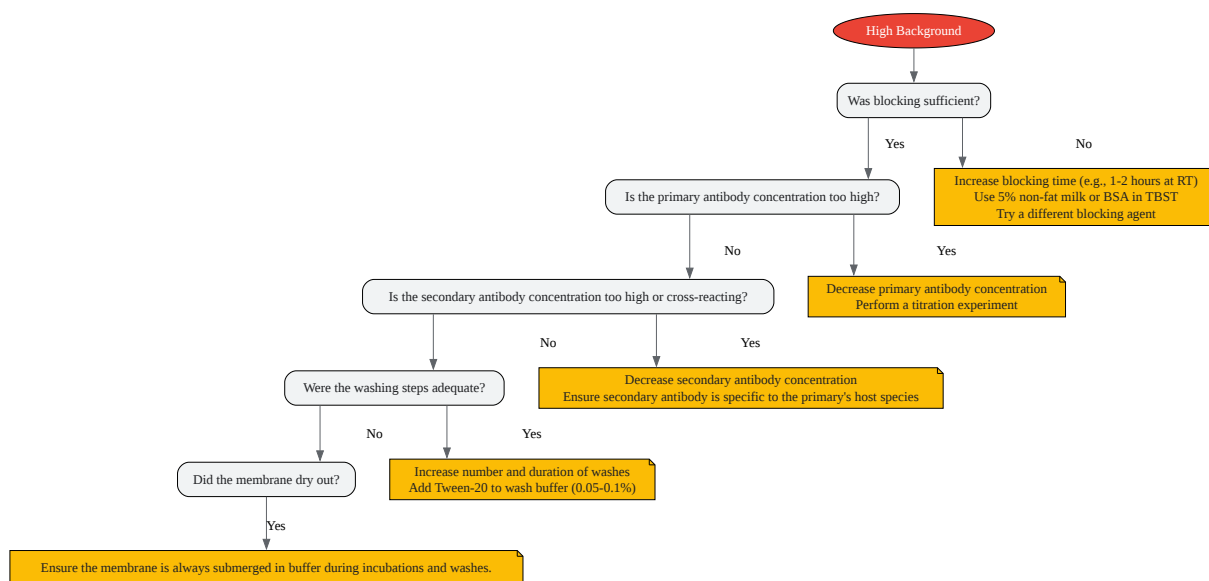 High Background
Was blocking sufficient?
Yes
No
Increase blocking time (e.g., 1-2 hours at RT)
Use 5% non-fat milk or BSA in TBST
Try a different blocking agent
Is the primary antibody concentration too high?
No
Yes
Decrease primary antibody concentration
Perform a titration experiment
Is the secondary antibody concentration too high or cross-reacting?
No
Yes
Decrease secondary antibody concentration
Ensure secondary antibody is specific to the primary's host species
Were the washing steps adequate?
No
Yes
Increase number and duration of washes
Add Tween-20 to wash buffer (0.05-0.1%)
Did the membrane dry out?
Yes
Ensure the membrane is always submerged in buffer during incubations and washes.